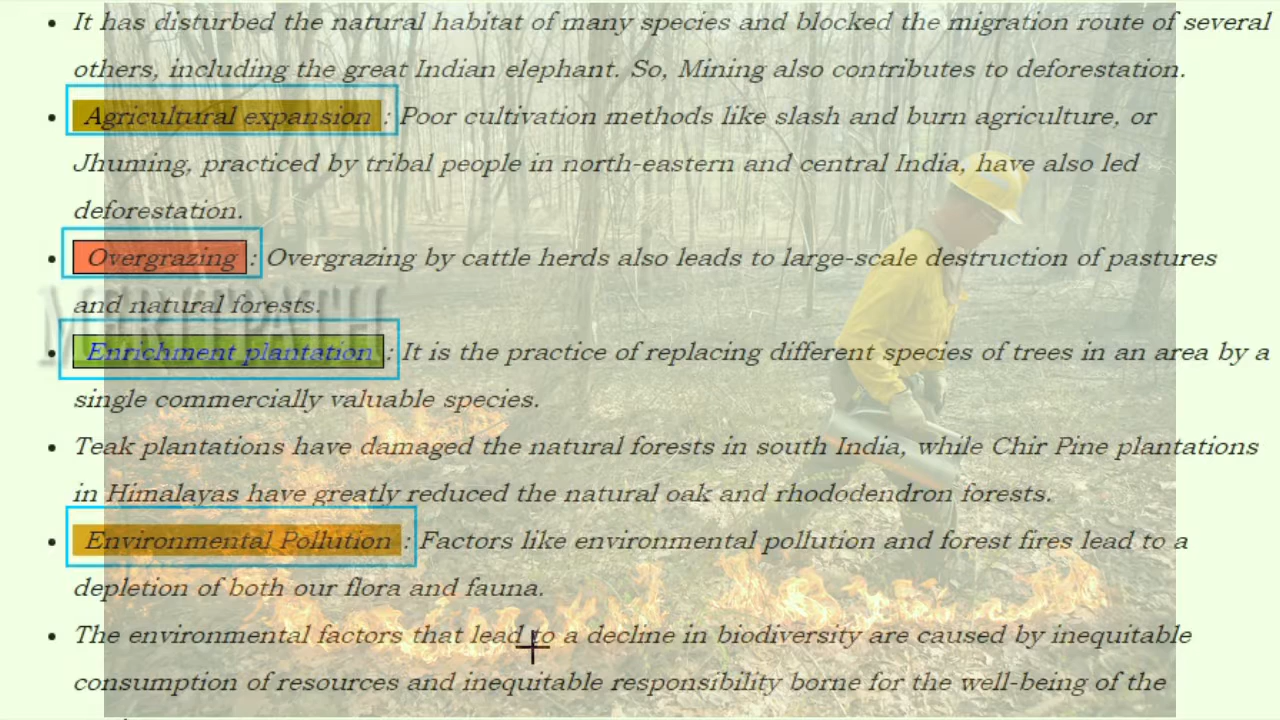 • It has disturbed the natural habitat of many species and blocked the migration route of several
others, including the great Indian elephant. So, Mining also contributes to deforestation.
• Agricultural expansion : Poor cultivation methods like slash and burn agriculture, or
Jhuming, practiced by tribal people in north-eastern and central India, have also led
deforestation.
• Overgrazing : Overgrazing by cattle herds also leads to large-scale destruction of pastures
and natural forests.
• Enrichment plantation : It is the practice of replacing different species of trees in an area by a
single commercially valuable species.
• Teak plantations have damaged the natural forests in south India, while Chir Pine plantations
in Himalayas have greatly reduced the natural oak and rhododendron forests.
• Environmental Pollution : Factors like environmental pollution and forest fires lead to a
depletion of both our flora and fauna.
• The environmental factors that lead to a decline in biodiversity are caused by inequitable
consumption of resources and inequitable responsibility borne for the well-being of the